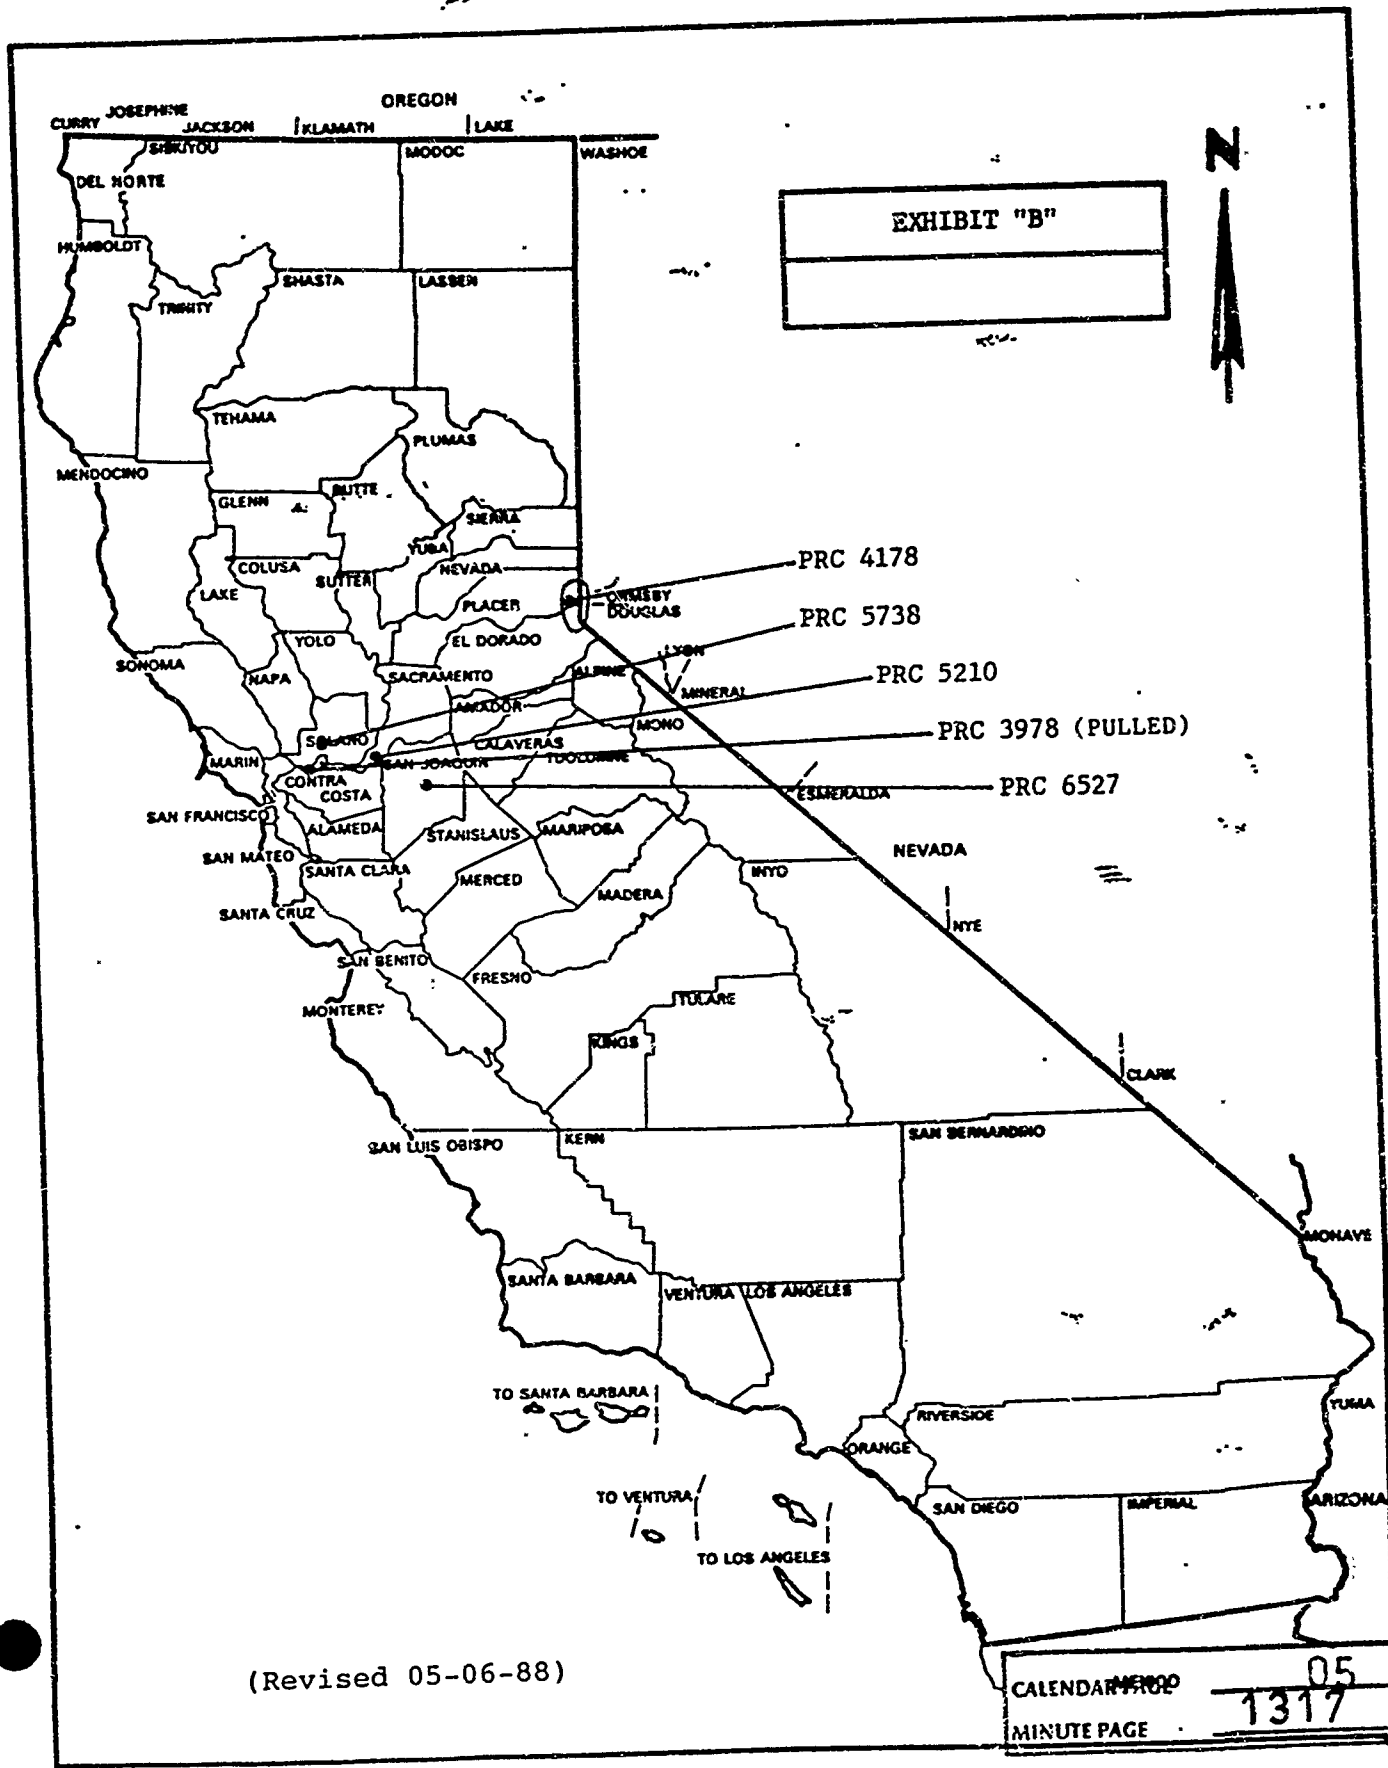 OREGON
CURRY
JOSEPHINE
JACKSON
KLAMATH
LAKE
SISKIYOU
MODOC
WASHOE
DEL NORTE
N
EXHIBIT "B"
HUMBOLDT
SHASTA
LASSEN
TRINITY
TEHAMA
PLUMAS
MENDOCINO
BUTTE
GLENN
SIERRA
YUBA
COLUSA
SUTTER
NEVADA
PRC 4178
LAKE
PLACER
ORMSBY
DOUGLAS
PRC 5738
YOLO
EL DORADO
LYON
SONOMA
NAPA
SACRAMENTO
ALPINE
PRC 5210
MINERAL
AMADOR
MONO
PRC 3978 (PULLED)
SOLANO
CALAVERAS
MARIN
SAN JOAQUIN
TUOLUMNE
CONTRA
COSTA
PRC 6527
ESMERALDA
SAN FRANCISCO
ALAMEDA
STANISLAUS
MARIPOSA
NEVADA
SAN MATEO
SANTA CLARA
INYO
MERCED
MADERA
SANTA CRUZ
NYE
SAN BENITO
FRESNO
TULARE
MONTEREY
KINGS
CLARK
SAN LUIS OBISPO
KERN
SAN BERNARDINO
MOHAVE
SANTA BARBARA
VENTURA
LOS ANGELES
TO SANTA BARBARA
YUMA
RIVERSIDE
ORANGE
TO VENTURA
SAN DIEGO
IMPERIAL
ARIZONA
TO LOS ANGELES
(Revised 05-06-88)
MEXICO
CALENDAR PAGE 05
MINUTE PAGE 1317